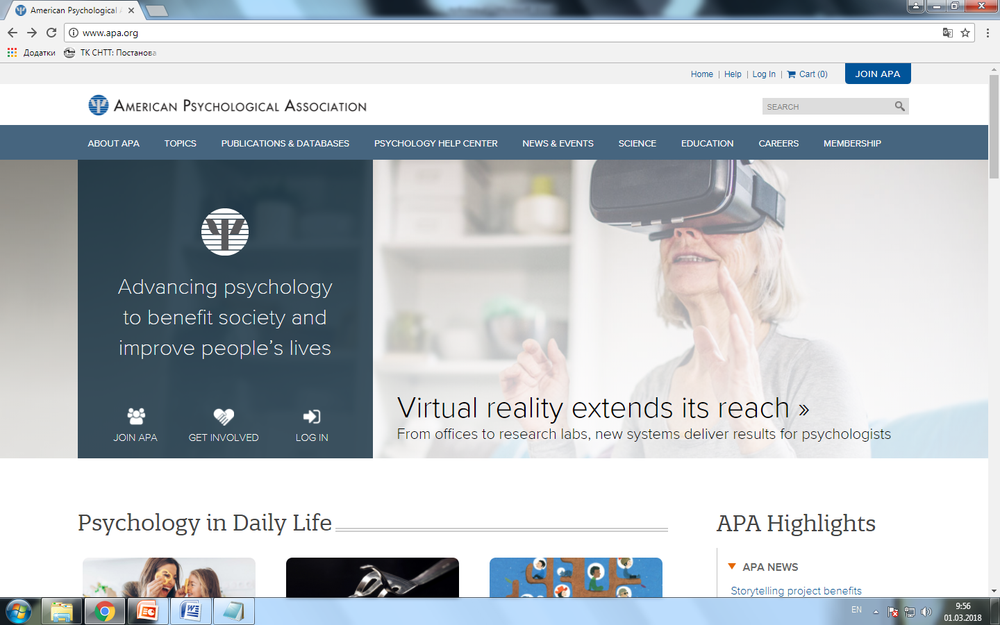 American Psychological A
www.apa.org
Додатки
ТК СНТТ: Постанова
Home | Help | Log In | Cart (0)
JOIN APA
AMERICAN PSYCHOLOGICAL ASSOCIATION
SEARCH
ABOUT APA
TOPICS
PUBLICATIONS & DATABASES
PSYCHOLOGY HELP CENTER
NEWS & EVENTS
SCIENCE
EDUCATION
CAREERS
MEMBERSHIP
Advancing psychology
to benefit society and
improve people's lives
JOIN APA
GET INVOLVED
LOG IN
Virtual reality extends its reach »
From offices to research labs, new systems deliver results for psychologists
Psychology in Daily Life
APA Highlights
APA NEWS
Storytelling project benefits
EN
9:56
01.03.2018